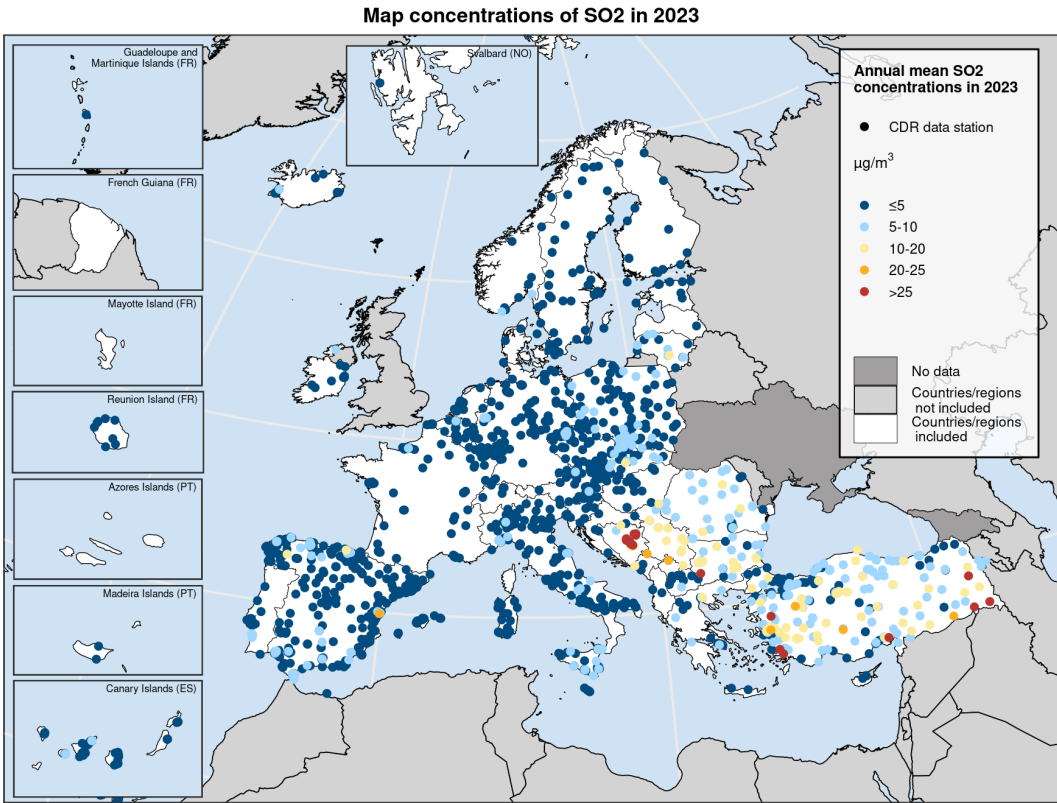 Map concentrations of SO2 in 2023
Guadeloupe and
Martinique Islands (FR)
Svalbard (NO)
French Guiana (FR)
Mayotte Island (FR)
Reunion Island (FR)
Azores Islands (PT)
Madeira Islands (PT)
Canary Islands (ES)
Annual mean SO2
concentrations in 2023
CDR data station
µg/m³
≤5
5-10
10-20
20-25
>25
No data
Countries/regions
not included
Countries/regions
included